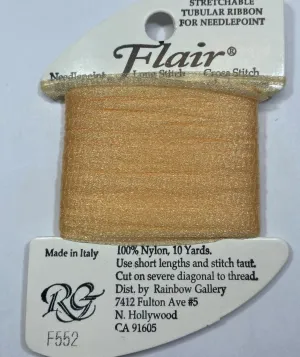 STRETCHABLE
TUBULAR RIBBON
FOR NEEDLEPOINT
Flair®
Needlepoint Long Stitch Cross Stitch
Made in Italy
100% Nylon, 10 Yards.
Use short lengths and stitch taut.
Cut on severe diagonal to thread.
RG
Dist. by Rainbow Gallery
7412 Fulton Ave #5
N. Hollywood
CA 91605
F552